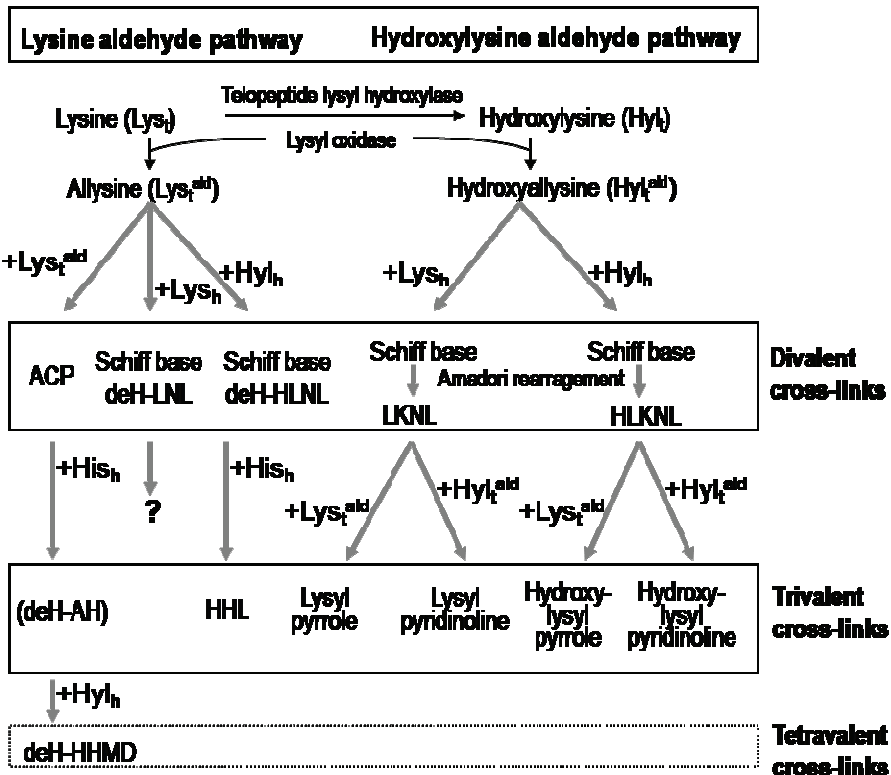 Lysine aldehyde pathway Hydroxylysine aldehyde pathway
Telopeptide lysyl hydroxylase
Lysine (Lyst) Hydroxylysine (Hylt)
Lysyl oxidase
Allysine (Lystald) Hydroxyallysine (Hyltald)
+Lystald +Lysh +Hylh +Lysh +Hylh
ACP
Schiff base
deH-LNL
Schiff base
deH-HLNL
Schiff base
Amadori rearragement
LKNL
Schiff base
HLKNL
Divalent
cross-links
+Hish
?
+Hish
+Lystald +Hyltald +Lystald +Hyltald
(deH-AH)
HHL
Lysyl
pyrrole
Lysyl
pyridinoline
Hydroxy-
lysyl
pyrrole
Hydroxy-
lysyl
pyridinoline
Trivalent
cross-links
+Hylh
deH-HHMD
Tetravalent
cross-links